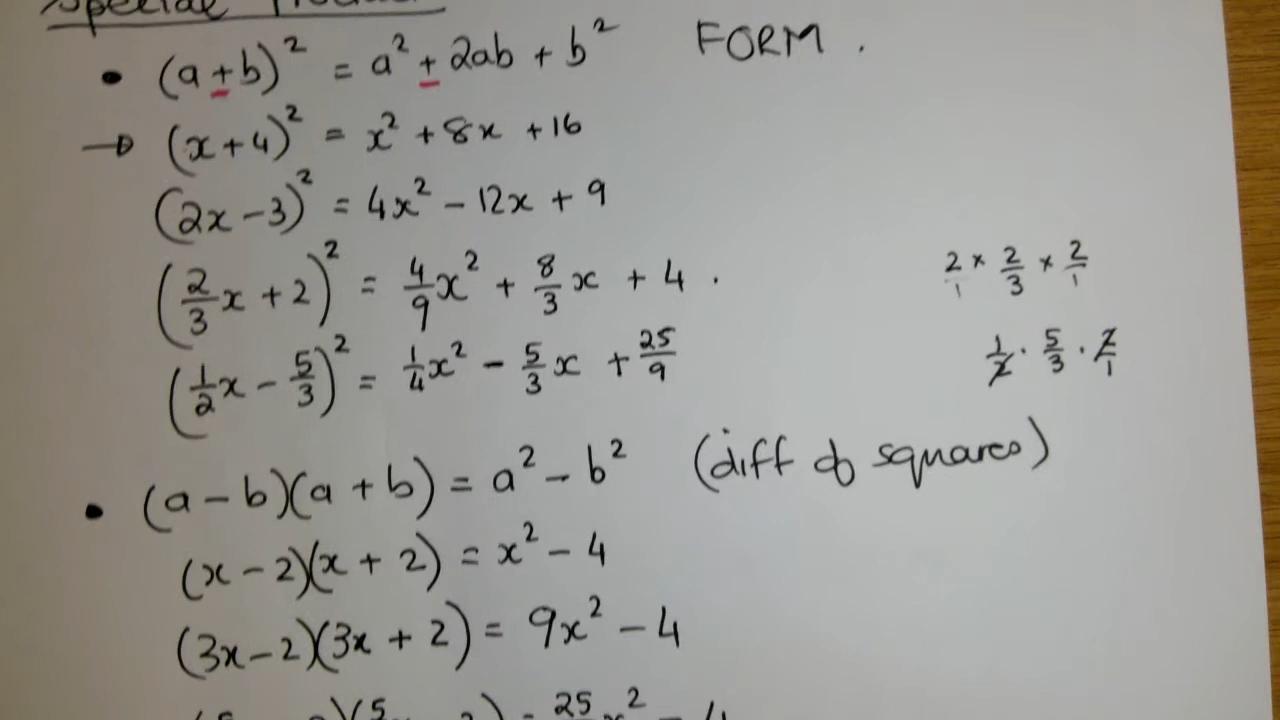 Special Produc
• (a + b)² = a² + 2ab + b² FORM .
→ (x + 4)² = x² + 8x + 16
(2x − 3)² = 4x² − 12x + 9
(2/3 x + 2)² = 4/9 x² + 8/3 x + 4 . 2/1 × 2/3 × 2/1
(1/2 x − 5/3)² = 1/4 x² − 5/3 x + 25/9 1/2 · 5/3 · 2/1
• (a − b)(a + b) = a² − b² (diff of squares)
(x − 2)(x + 2) = x² − 4
(3x − 2)(3x + 2) = 9x² − 4